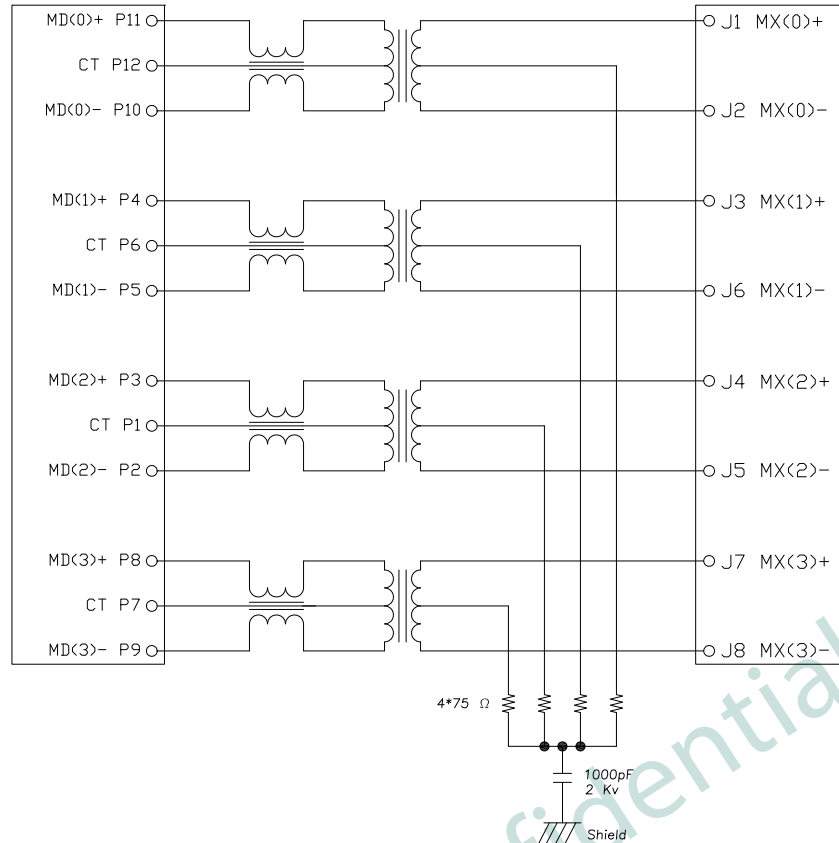 MD(0)+ P11
J1 MX(0)+
CT P12
MD(0)- P10
J2 MX(0)-
MD(1)+ P4
J3 MX(1)+
CT P6
MD(1)- P5
J6 MX(1)-
MD(2)+ P3
J4 MX(2)+
CT P1
MD(2)- P2
J5 MX(2)-
MD(3)+ P8
J7 MX(3)+
CT P7
MD(3)- P9
J8 MX(3)-
4*75 Ω
1000pF
2 Kv
Shield
fidential